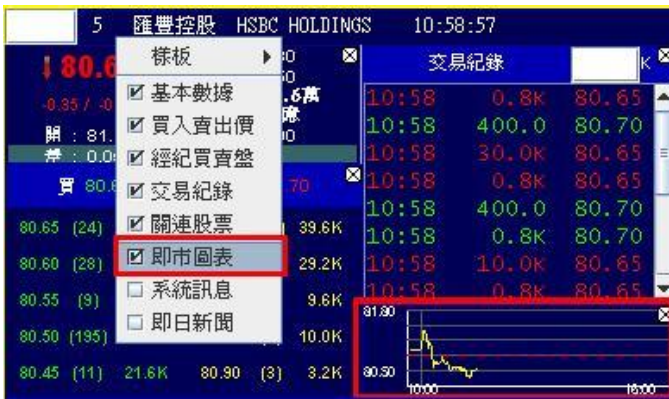 5 匯豐控股 HSBC HOLDINGS 10:58:57
樣板
基本數據
買入賣出價
經紀買賣盤
交易紀錄
關連股票
即市圖表
系統訊息
即日新聞
80.6
開 : 81.
買 80.6
.70
80.65 (24) 39.6K
80.60 (28) 29.2K
80.55 (9) 9.6K
80.50 (195) 10.0K
80.45 (11) 21.6K 80.90 (3) 3.2K
交易紀錄 K
10:58 0.8K 80.65
10:58 400.0 80.70
10:58 30.0K 80.65
10:58 0.8K 80.65
10:58 400.0 80.70
10:58 0.8K 80.70
10:58 10.0K 80.65
10:58 0.8K 80.65
81.80
80.50
10:00 16:00